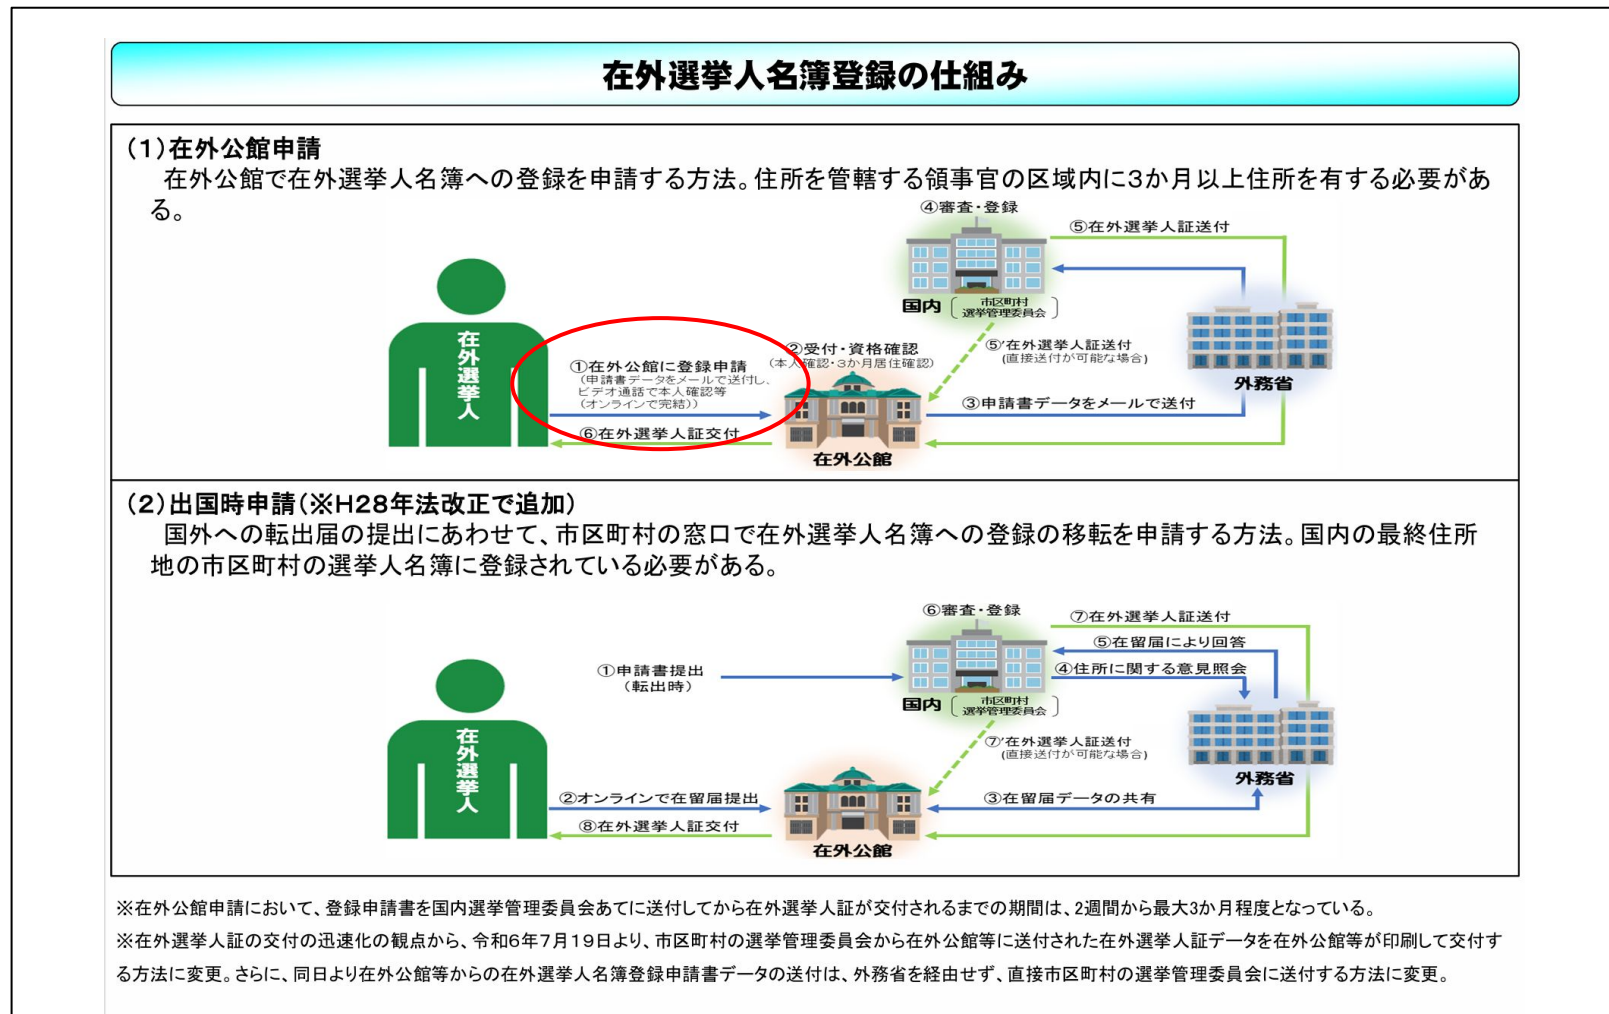 在外選挙人名簿登録の仕組み
（１）在外公館申請
在外公館で在外選挙人名簿への登録を申請する方法。住所を管轄する領事官の区域内に３か月以上住所を有する必要があ
る。
④審査・登録
⑤在外選挙人証送付
国内
市区町村
選挙管理委員会
在外選挙人
①在外公館に登録申請
（申請書データをメールで送付し、
ビデオ通話で本人確認等
（オンラインで完結））
②受付・資格確認
（本人確認・３か月居住確認）
⑤'在外選挙人証送付
(直接送付が可能な場合)
外務省
③申請書データをメールで送付
⑥在外選挙人証交付
在外公館
（２）出国時申請（※Ｈ２８年法改正で追加）
国外への転出届の提出にあわせて、市区町村の窓口で在外選挙人名簿への登録の移転を申請する方法。国内の最終住所
地の市区町村の選挙人名簿に登録されている必要がある。
⑥審査・登録
⑦在外選挙人証送付
⑤在留届により回答
④住所に関する意見照会
①申請書提出
（転出時）
国内
市区町村
選挙管理委員会
在外選挙人
⑦'在外選挙人証送付
(直接送付が可能な場合)
外務省
②オンラインで在留届提出
③在留届データの共有
⑧在外選挙人証交付
在外公館
※在外公館申請において、登録申請書を国内選挙管理委員会あてに送付してから在外選挙人証が交付されるまでの期間は、2週間から最大3か月程度となっている。
※在外選挙人証の交付の迅速化の観点から、令和６年７月１９日より、市区町村の選挙管理委員会から在外公館等に送付された在外選挙人証データを在外公館等が印刷して交付す
る方法に変更。さらに、同日より在外公館等からの在外選挙人名簿登録申請書データの送付は、外務省を経由せず、直接市区町村の選挙管理委員会に送付する方法に変更。